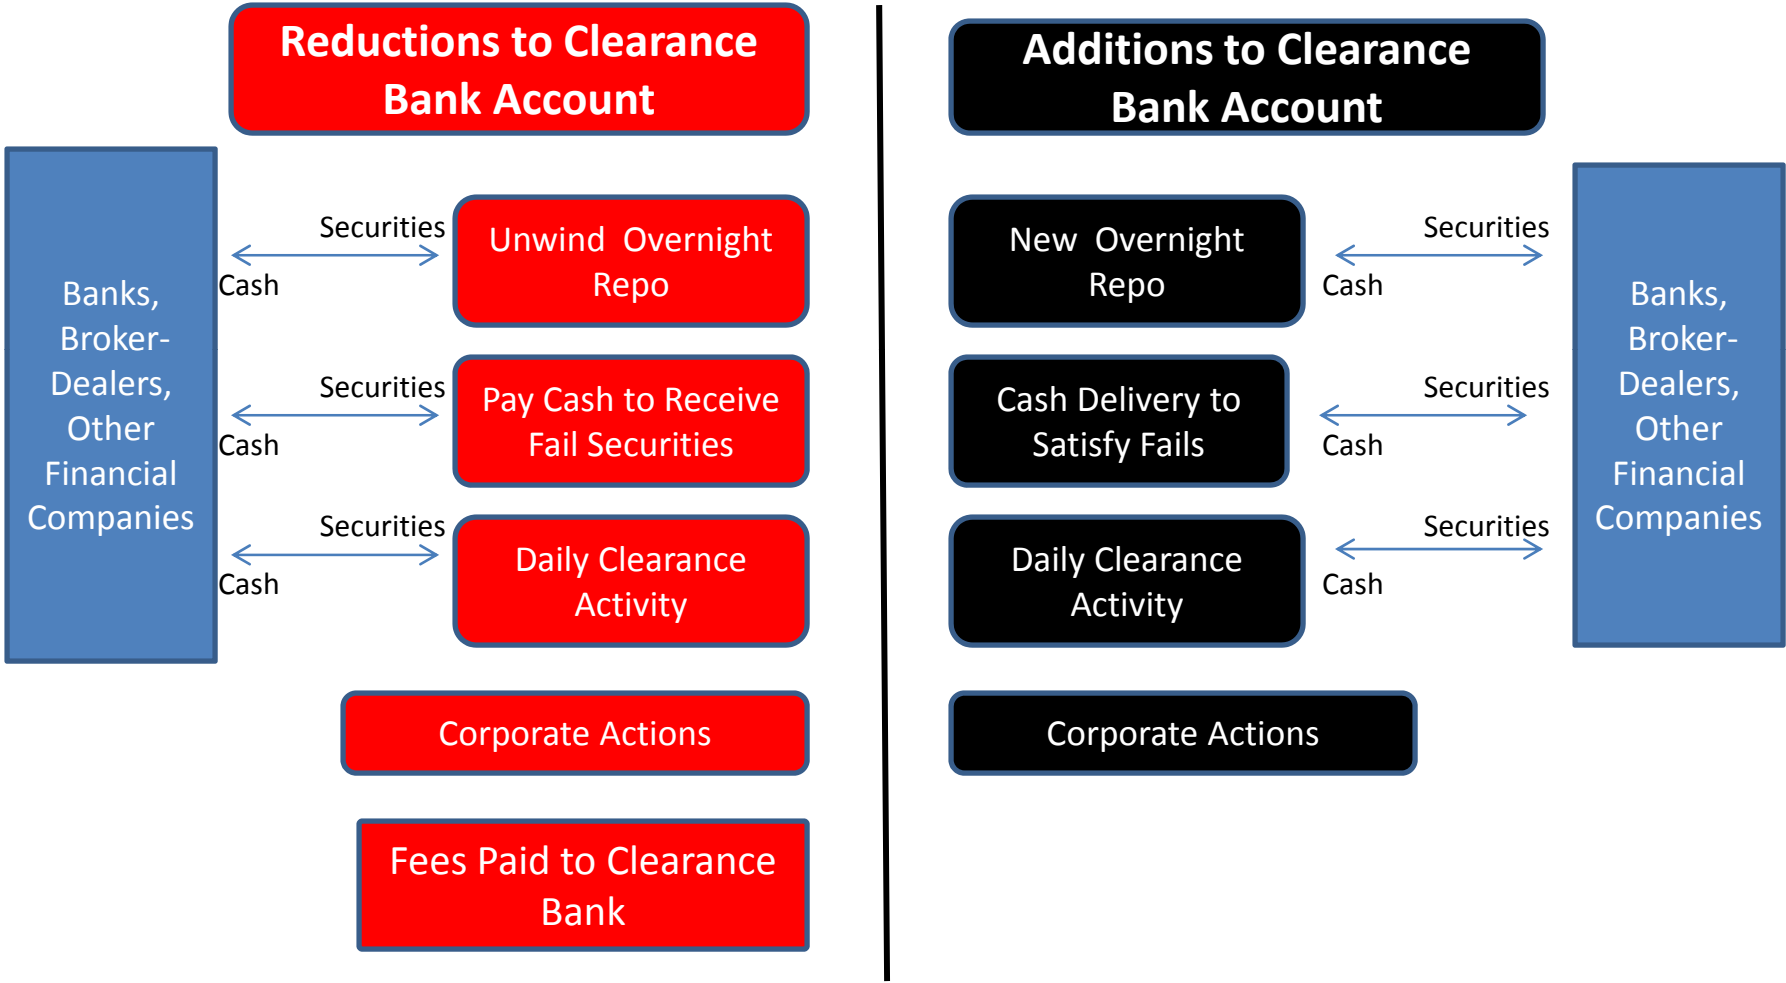 Reductions to Clearance
Bank Account
Additions to Clearance
Bank Account
Banks,
Broker-
Dealers,
Other
Financial
Companies
Securities
Cash
Unwind Overnight
Repo
Securities
Cash
Pay Cash to Receive
Fail Securities
Securities
Cash
Daily Clearance
Activity
Corporate Actions
Fees Paid to Clearance
Bank
New Overnight
Repo
Securities
Cash
Cash Delivery to
Satisfy Fails
Securities
Cash
Daily Clearance
Activity
Securities
Cash
Corporate Actions
Banks,
Broker-
Dealers,
Other
Financial
Companies